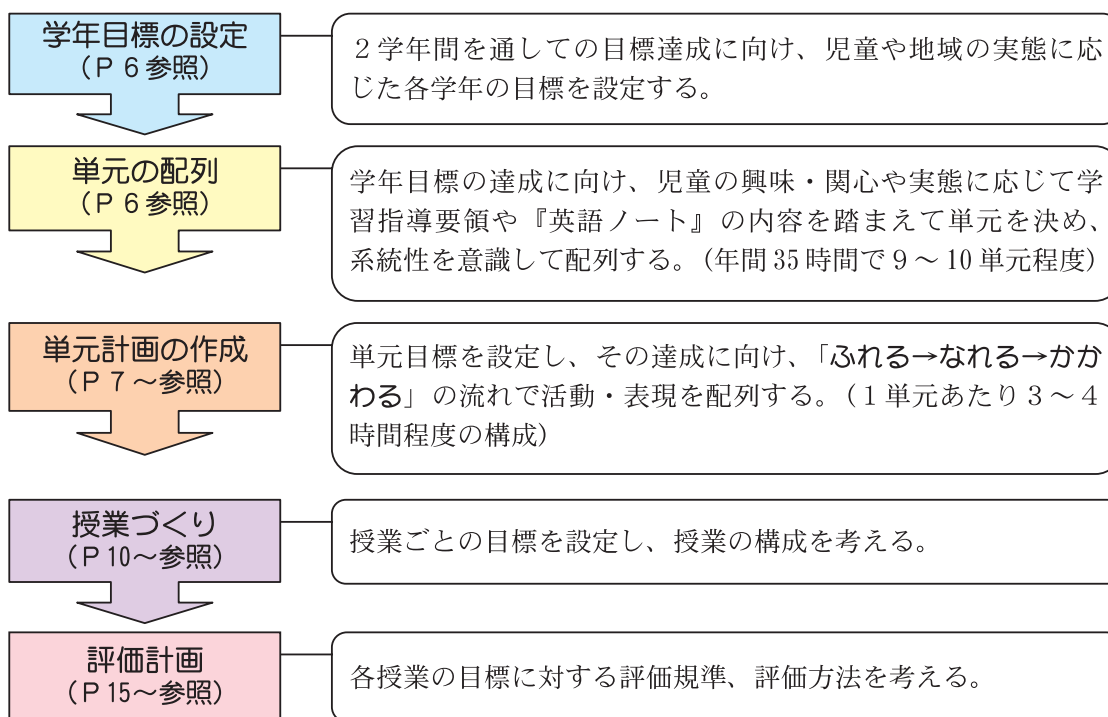 学年目標の設定
(P 6参照)
2学年間を通しての目標達成に向け、児童や地域の実態に応
じた各学年の目標を設定する。
単元の配列
(P 6参照)
学年目標の達成に向け、児童の興味・関心や実態に応じて学
習指導要領や『英語ノート』の内容を踏まえて単元を決め、
系統性を意識して配列する。(年間35時間で9～10単元程度)
単元計画の作成
(P 7～参照)
単元目標を設定し、その達成に向け、「ふれる→なれる→かか
わる」の流れで活動・表現を配列する。(1単元あたり3～4
時間程度の構成)
授業づくり
(P10～参照)
授業ごとの目標を設定し、授業の構成を考える。
評価計画
(P15～参照)
各授業の目標に対する評価規準、評価方法を考える。